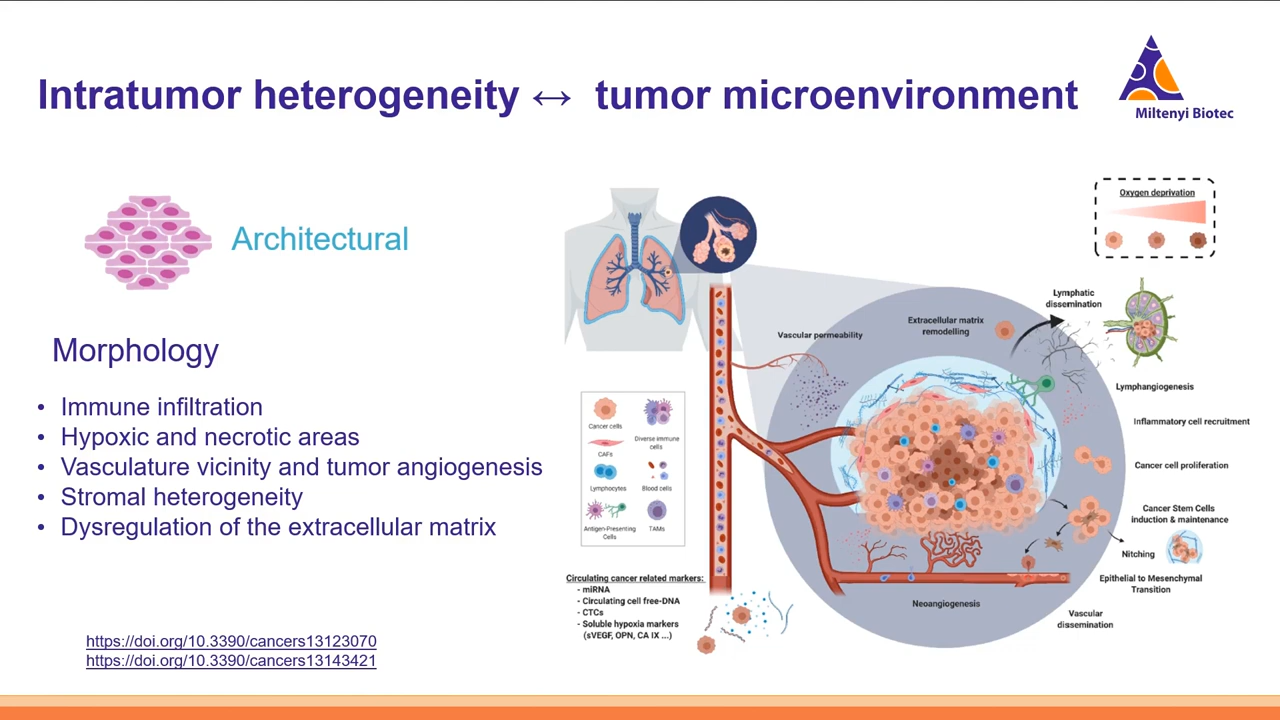 Intratumor heterogeneity ↔ tumor microenvironment
Miltenyi Biotec
Architectural
Morphology
• Immune infiltration
• Hypoxic and necrotic areas
• Vasculature vicinity and tumor angiogenesis
• Stromal heterogeneity
• Dysregulation of the extracellular matrix
https://doi.org/10.3390/cancers13123070
https://doi.org/10.3390/cancers13143421
Oxygen deprivation
Lymphatic
dissemination
Extracellular matrix
remodelling
Vascular permeability
Lymphangiogenesis
Inflammatory cell recruitment
Cancer cell proliferation
Cancer Stem Cells
induction & maintenance
Nitching
Epithelial to Mesenchymal
Transition
Vascular
dissemination
Neoangiogenesis
Cancer cells
Diverse immune
cells
CAFs
Lymphocytes
Blood cells
Antigen-Presenting
Cells
TAMs
Circulating cancer related markers:
- miRNA
- Circulating cell free-DNA
- CTCs
- Soluble hypoxia markers
(sVEGF, OPN, CA IX ...)